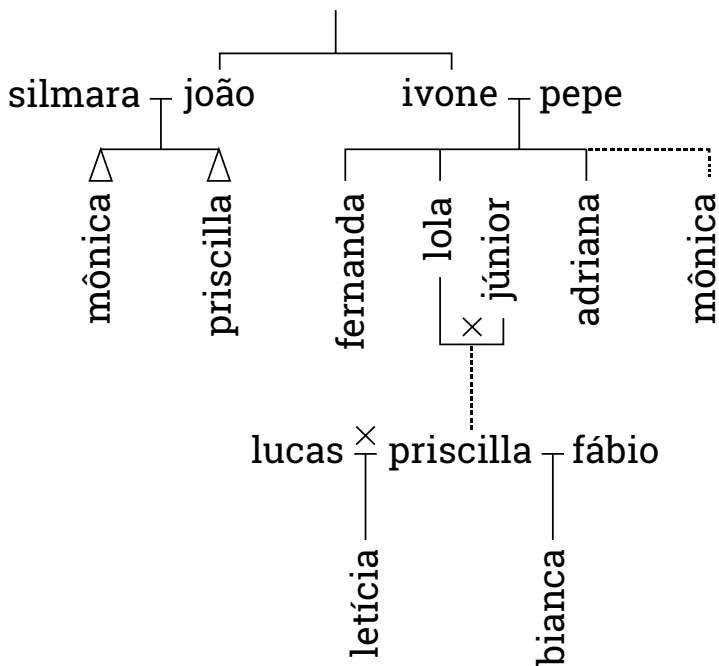 silmara joão ivone pepe
mônica priscilla fernanda lola júnior adriana mônica
lucas priscilla fábio
letícia bianca